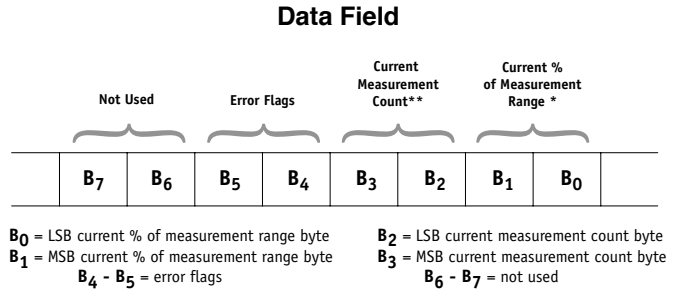 Data Field
Not Used
Error Flags
Current
Measurement
Count**
Current %
of Measurement
Range *
B7 B6 B5 B4 B3 B2 B1 B0
B0 = LSB current % of measurement range byte
B1 = MSB current % of measurement range byte
B4 - B5 = error flags
B2 = LSB current measurement count byte
B3 = MSB current measurement count byte
B6 - B7 = not used